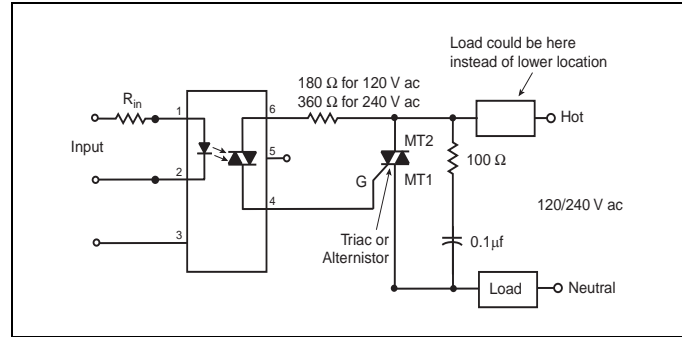 Load could be here
instead of lower location
180 Ω for 120 V ac
360 Ω for 240 V ac
Rin
1
6
Hot
Input
5
MT2
100 Ω
2
G
MT1
4
120/240 V ac
3
Triac or
Alternistor
0.1µf
Load
Neutral